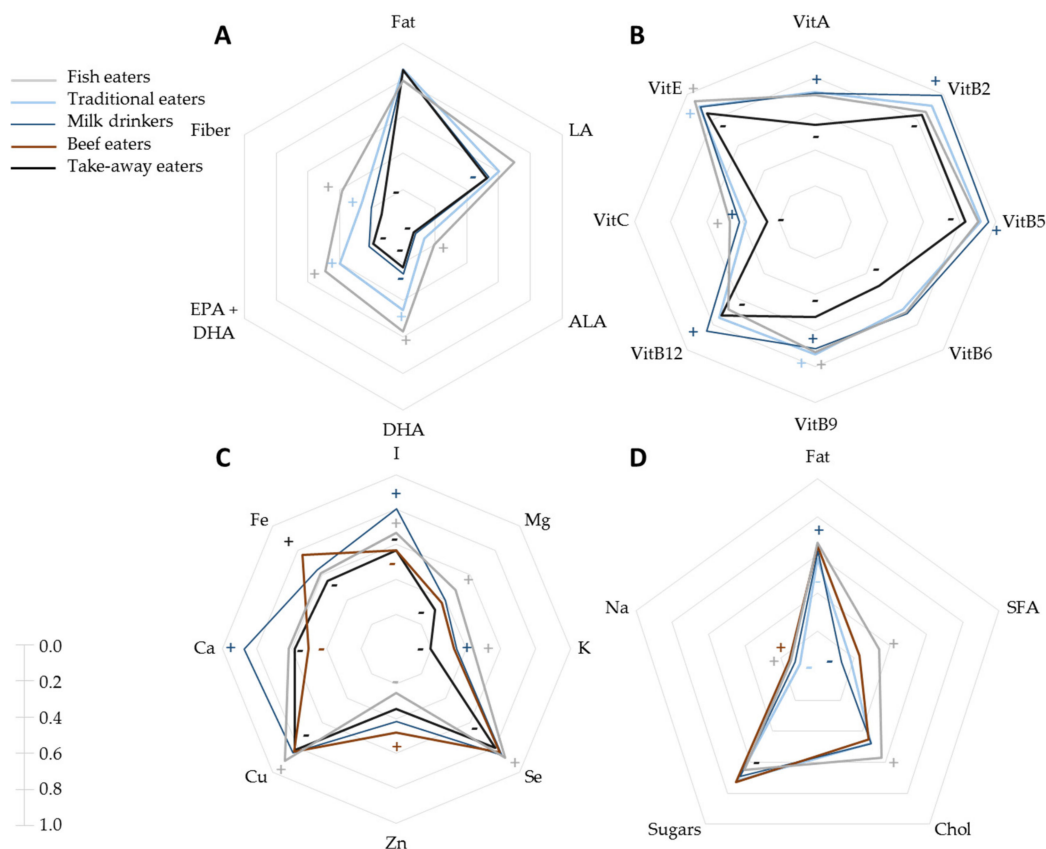 A
Fat
LA
ALA
DHA
EPA +
DHA
Fiber
Fish eaters
Traditional eaters
Milk drinkers
Beef eaters
Take-away eaters
+
+
+
+
+
+
+
-
-
-
-
-
-
B
VitA
VitB2
VitB5
VitB6
VitB9
VitB12
VitC
VitE
+
+
+
+
+
+
+
+
+
+
+
-
-
-
-
-
-
-
C
I
Mg
K
Se
Zn
Cu
Ca
Fe
+
+
+
+
+
+
+
+
+
+
-
-
-
-
-
-
-
-
-
-
D
Fat
SFA
Chol
Sugars
Na
+
+
+
+
+
-
-
-
-
0.0
0.2
0.4
0.6
0.8
1.0